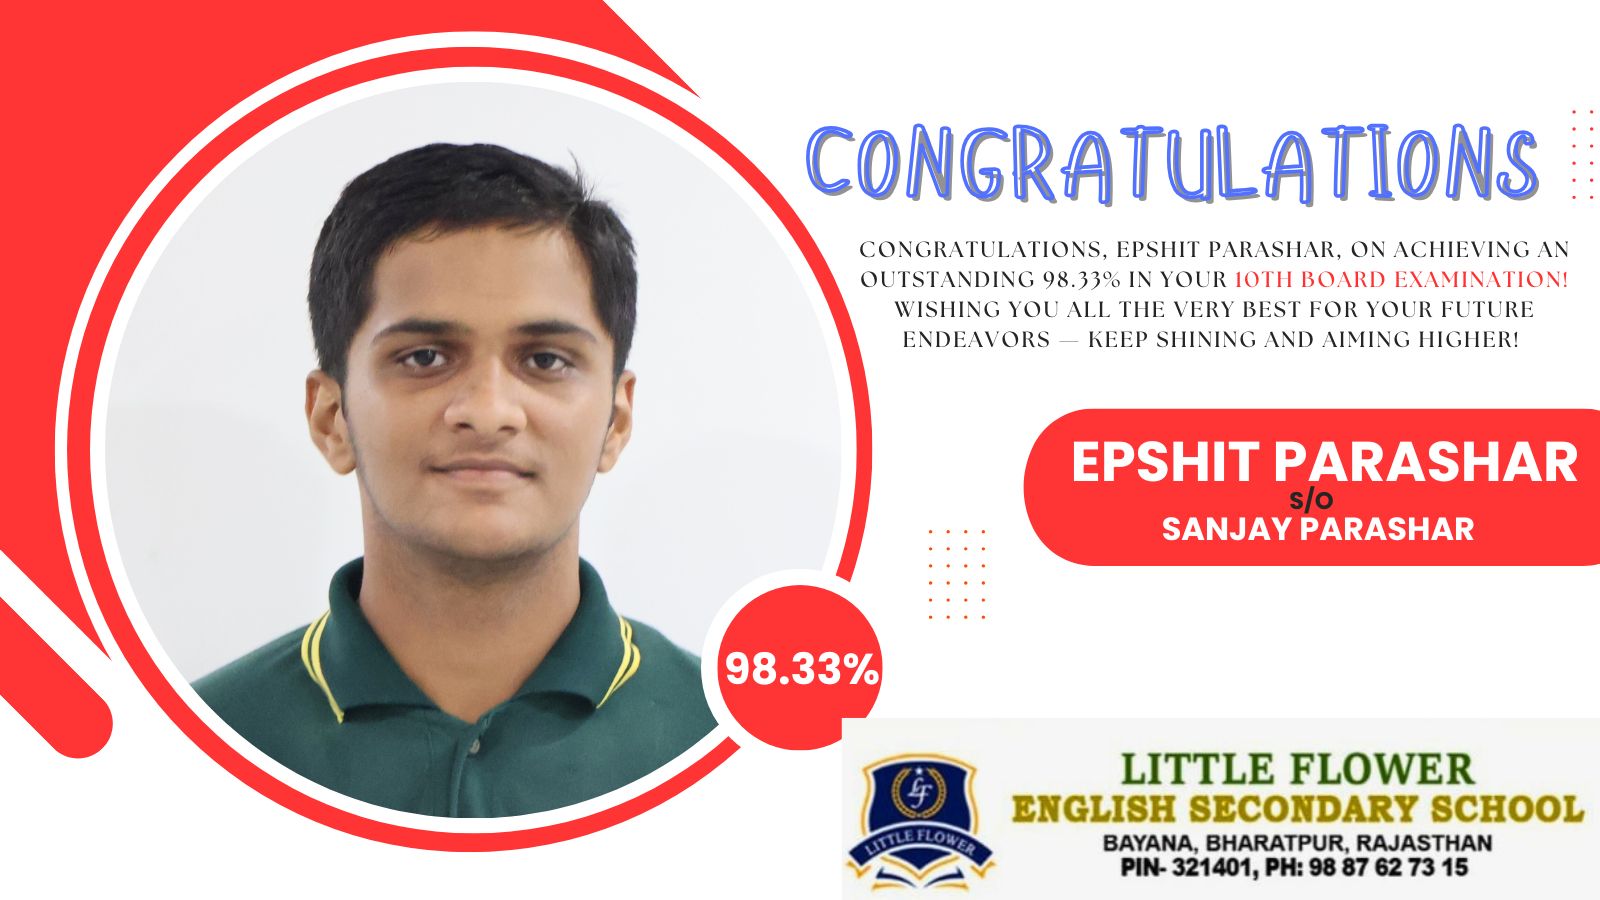 CONGRATULATIONS
CONGRATULATIONS, EPSHIT PARASHAR, ON ACHIEVING AN
OUTSTANDING 98.33% IN YOUR 10TH BOARD EXAMINATION!
WISHING YOU ALL THE VERY BEST FOR YOUR FUTURE
ENDEAVORS — KEEP SHINING AND AIMING HIGHER!
EPSHIT PARASHAR
S/O
SANJAY PARASHAR
98.33%
LF
LITTLE FLOWER
LITTLE FLOWER
ENGLISH SECONDARY SCHOOL
BAYANA, BHARATPUR, RAJASTHAN
PIN- 321401, PH: 98 87 62 73 15